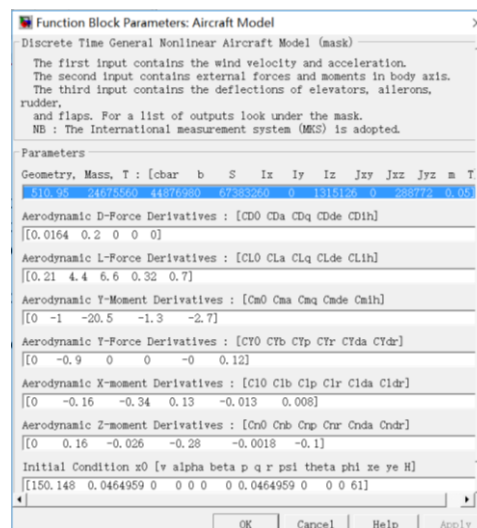 Function Block Parameters: Aircraft Model
Discrete Time General Nonlinear Aircraft Model (mask)
The first input contains the wind velocity and acceleration.
The second input contains external forces and moments in body axis.
The third input contains the deflections of elevators, ailerons,
rudder,
and flaps. For a list of outputs look under the mask.
NB : The International measurement system (MKS) is adopted.
Parameters
Geometry, Mass, T : [cbar b S Ix Iy Iz Jxy Jxz Jyz m T
510.95 24675560 44876980 67383260 0 1315126 0 288772 0.05]
Aerodynamic D-Force Derivatives : [CD0 CDa CDq CDde CDih]
[[0.0164 0.2 0 0 0]
Aerodynamic L-Force Derivatives : [CL0 CLa CLq CLde CLih]
[[0.21 4.4 6.6 0.32 0.7]
Aerodynamic Y-Moment Derivatives : [Cm0 Cma Cmq Cmde Cmih]
[[0 -1 -20.5 -1.3 -2.7]
Aerodynamic Y-Force Derivatives : [CY0 CYb CYp CYr CYda CYdr]
[[0 -0.9 0 0 -0 0.12]
Aerodynamic X-moment Derivatives : [Cl0 Clb Clp Clr Clda Cldr]
[[0 -0.16 -0.34 0.13 -0.013 0.008]
Aerodynamic Z-moment Derivatives : [Cn0 Cnb Cnp Cnr Cnda Cndr]
[[0 0.16 -0.026 -0.28 -0.0018 -0.1]
Initial Condition x0 [v alpha beta p q r psi theta phi xe ye H]
[150.148 0.0464959 0 0 0 0 0 0.0464959 0 0 0 61]
OK Cancel Help Apply